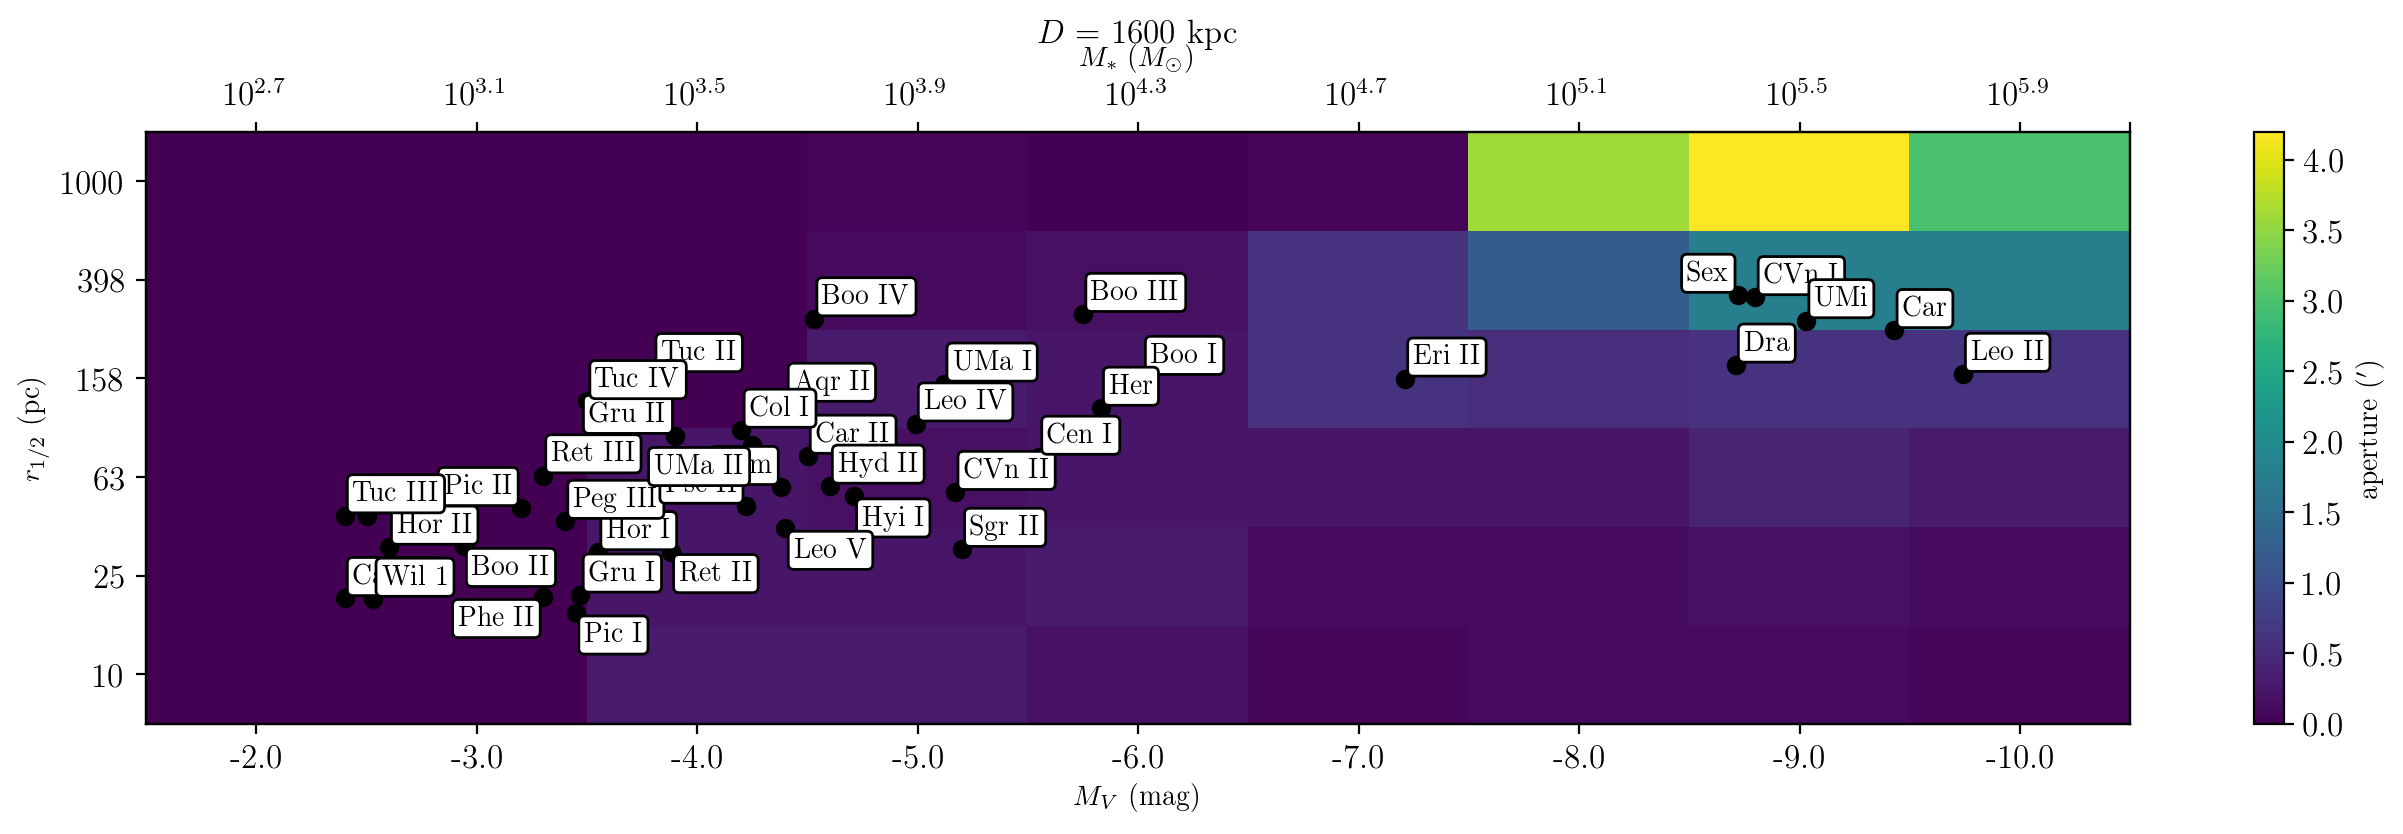 D = 1600 kpc
M* (M⊙)
10^2.7 10^3.1 10^3.5 10^3.9 10^4.3 10^4.7 10^5.1 10^5.5 10^5.9
1000
398
158
63
25
10
r1/2 (pc)
Sex
CVn I
UMi
Car
Boo IV
Boo III
Dra
Leo II
Tuc II
Tuc IV
UMa I
Boo I
Eri II
Aqr II
Her
Gru II
Col I
Leo IV
Ret III
Car II
Cen I
UMa II
Hyd II
CVn II
Tuc III
Pic II
Peg III
Hor II
Hor I
Hyi I
Sgr II
Leo V
Wil 1
Boo II
Gru I
Ret II
Phe II
Pic I
-2.0 -3.0 -4.0 -5.0 -6.0 -7.0 -8.0 -9.0 -10.0
MV (mag)
4.0
3.5
3.0
2.5
2.0
1.5
1.0
0.5
0.0
aperture (′)